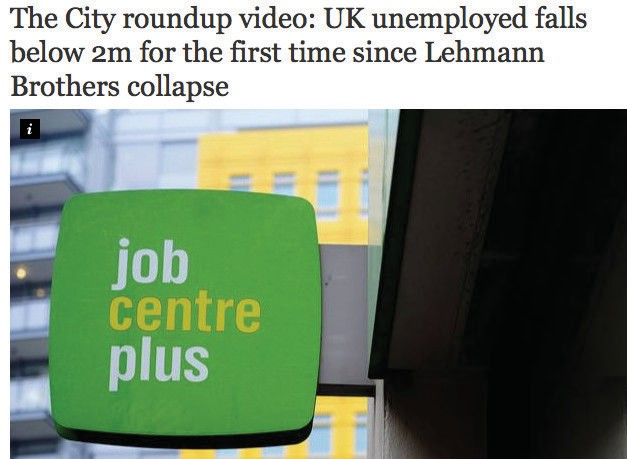 The City roundup video: UK unemployed falls
below 2m for the first time since Lehmann
Brothers collapse
i
job
centre
plus